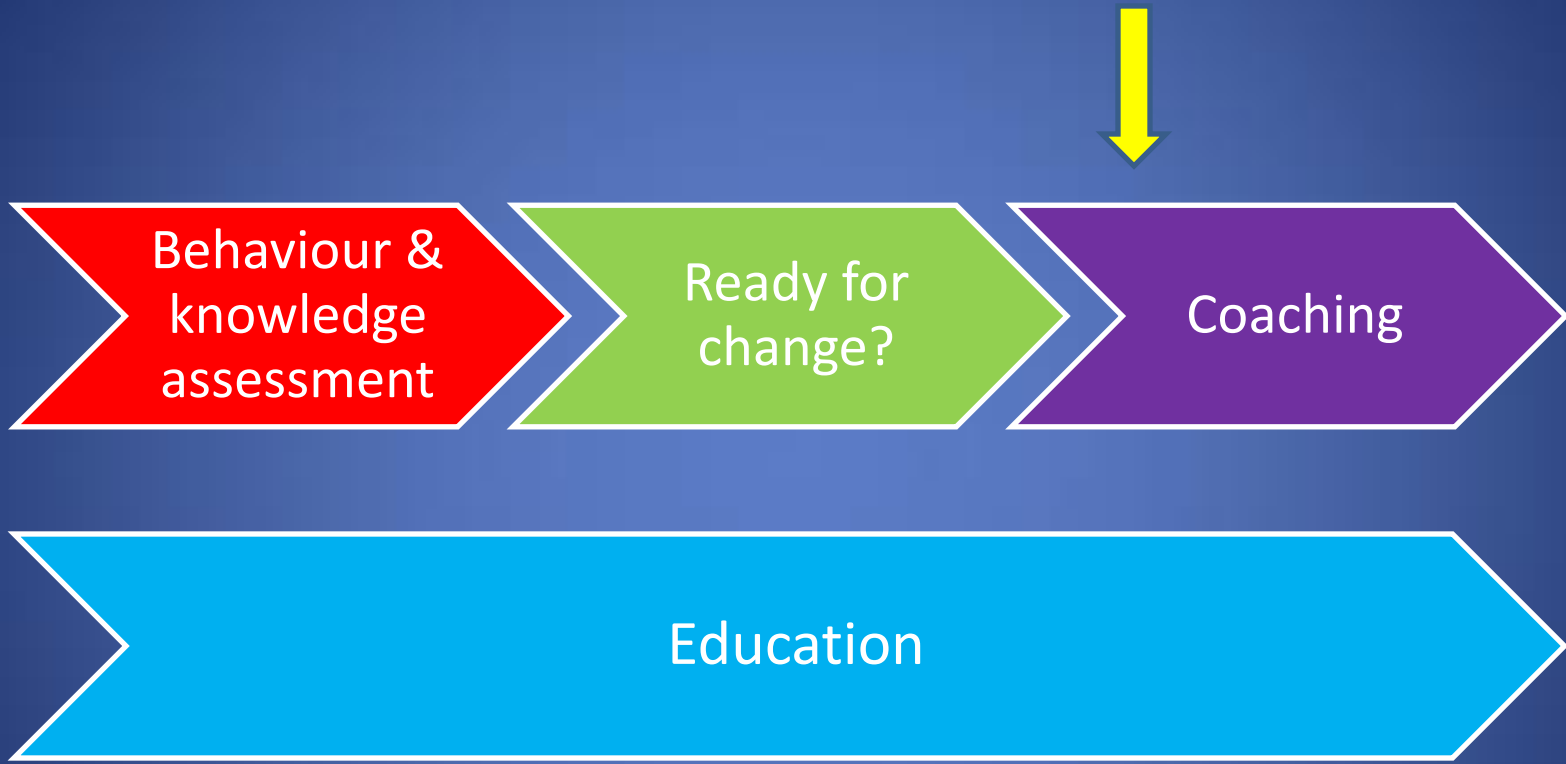 Behaviour &
knowledge
assessment
Ready for
change?
Coaching
Education